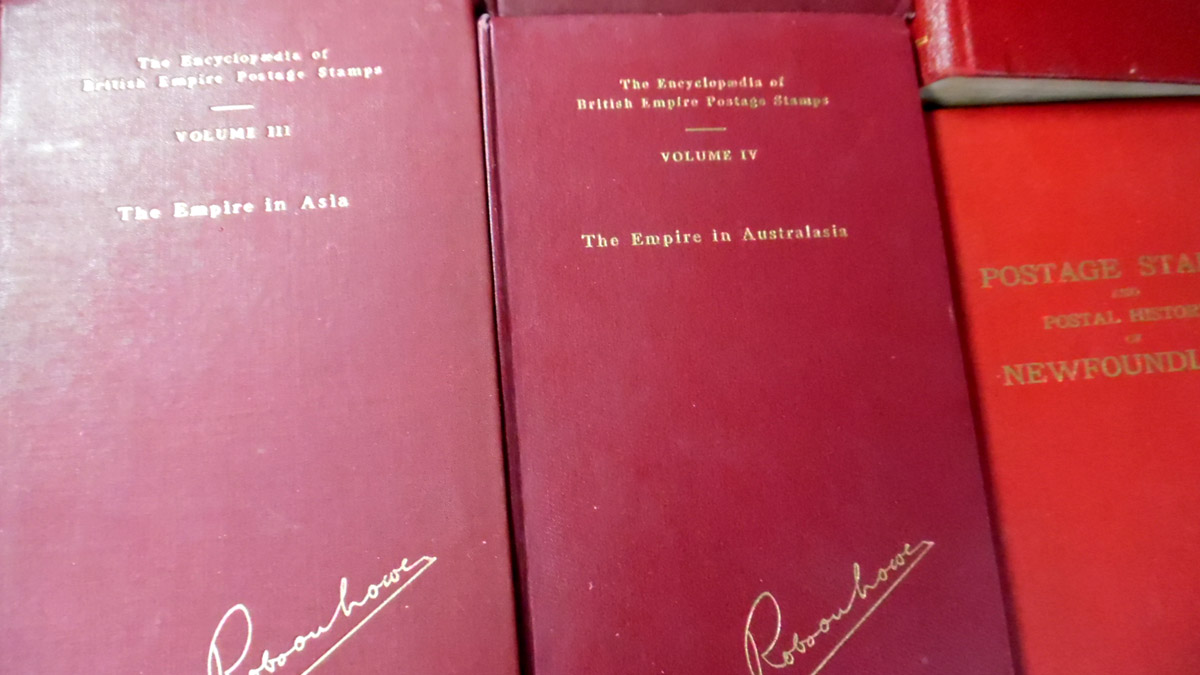 The Encyclopædia of
British Empire Postage Stamps
VOLUME III
The Empire in Asia
Robson Lowe
The Encyclopædia of
British Empire Postage Stamps
VOLUME IV
The Empire in Australasia
Robson Lowe
POSTAGE STA
AND
POSTAL HISTOR
OF
NEWFOUNDL